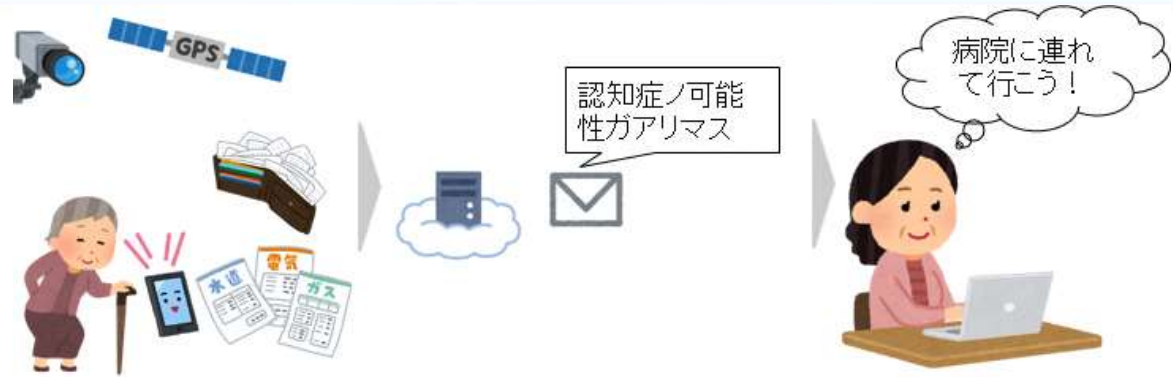 GPS
認知症ノ可能
性ガアリマス
病院に連れ
て行こう！
水道
電気
ガス